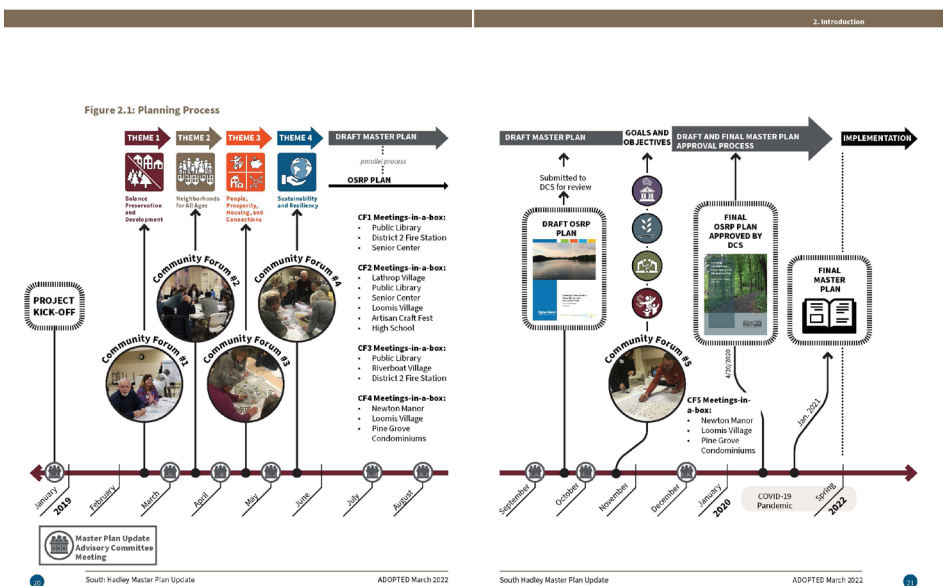 2. Introduction
Figure 2.1: Planning Process
THEME 1
THEME 2
THEME 3
THEME 4
DRAFT MASTER PLAN
parallel process
OSRP PLAN
Balance
Preservation
and
Development
Neighborhoods
for All Ages
People,
Prosperity,
Housing, and
Connections
Sustainability
and Resiliency
PROJECT
KICK-OFF
Community Forum #1
Community Forum #2
Community Forum #3
Community Forum #4
CF1 Meetings-in-a-box:
• Public Library
• District 2 Fire Station
• Senior Center
CF2 Meetings-in-a-box:
• Lathrop Village
• Public Library
• Senior Center
• Loomis Village
• Artisan Craft Fest
• High School
CF3 Meetings-in-a-box:
• Public Library
• Riverboat Village
• District 2 Fire Station
CF4 Meetings-in-a-box:
• Newton Manor
• Loomis Village
• Pine Grove
Condominiums
January
2019
February
March
April
May
June
July
August
Master Plan Update
Advisory Committee
Meeting
20
South Hadley Master Plan Update
ADOPTED March 2022
DRAFT MASTER PLAN
GOALS AND
OBJECTIVES
DRAFT AND FINAL MASTER PLAN
APPROVAL PROCESS
IMPLEMENTATION
Submitted to
DCS for review
DRAFT OSRP
PLAN
FINAL
OSRP PLAN
APPROVED BY
DCS
FINAL
MASTER
PLAN
Community Forum #5
4/20/2020
Jan. 2021
CF5 Meetings-in-
a-box:
• Newton Manor
• Loomis Village
• Pine Grove
Condominiums
September
October
November
December
January
2020
COVID-19
Pandemic
Spring
2022
South Hadley Master Plan Update
ADOPTED March 2022
21